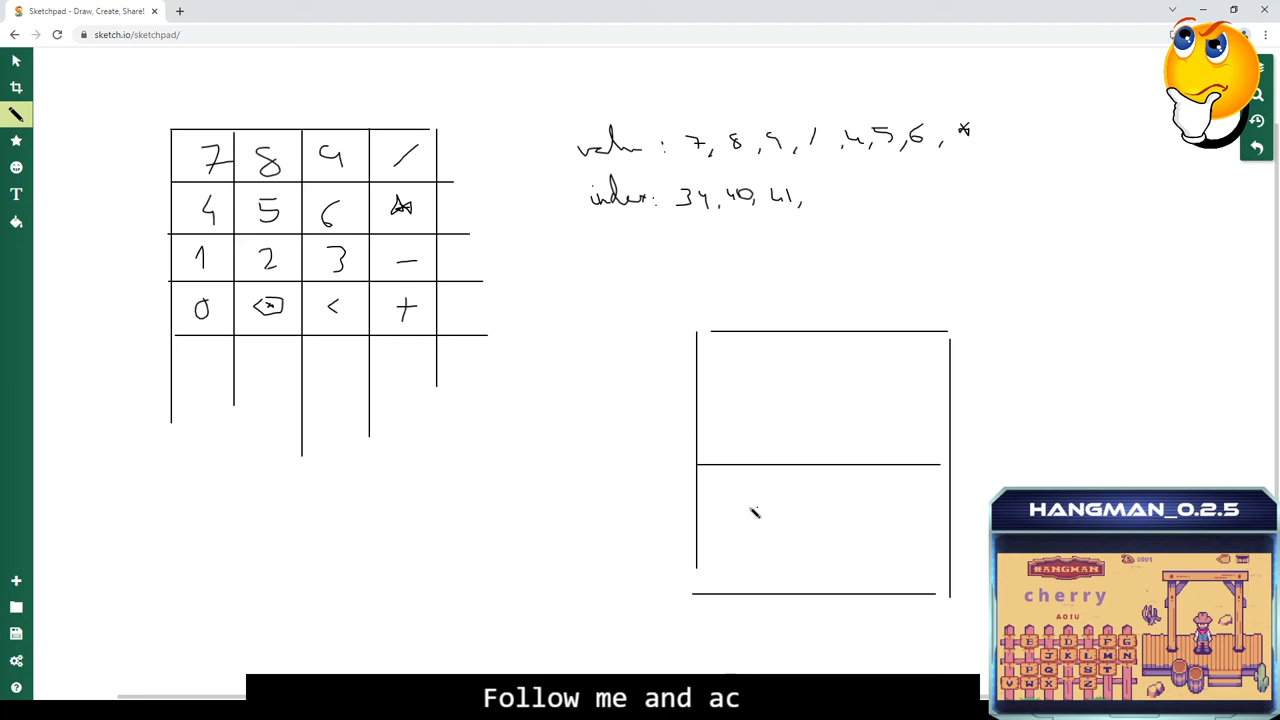 Sketchpad - Draw, Create, Share!
sketch.io/sketchpad/
7 8 9 /
4 5 6 *
1 2 3 -
0 < +
value : 7, 8, 9, /, 4, 5, 6, *
index: 34, 40, 41,
HANGMAN_0.2.5
HANGMAN
0001
cherry
A O I U
B D F G
J K L M N
P Q S T
V W X Z
Follow me and ac